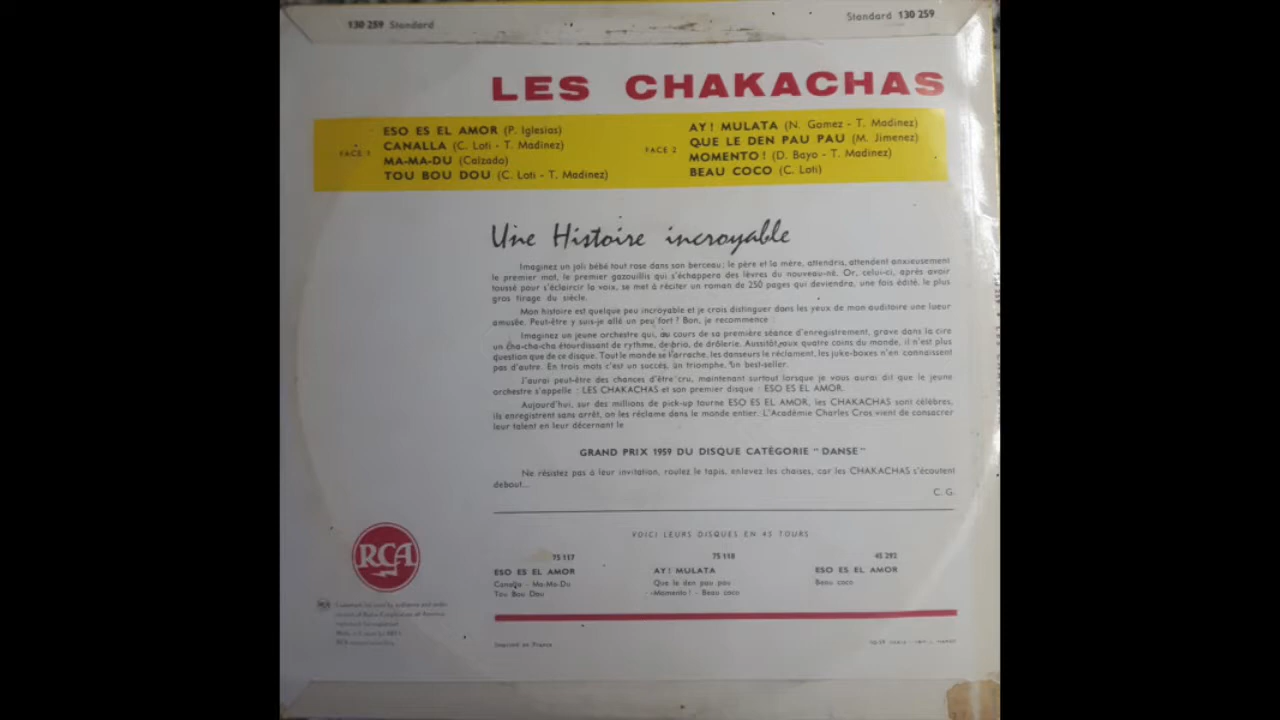 130 259 Standard
Standard 130 259
LES CHAKACHAS
FACE 1
ESO ES EL AMOR (P. Iglesias)
CANALLA (C. Loti - T. Madinez)
MA-MA-DU (Calzado)
TOU BOU DOU (C. Loti - T. Madinez)
FACE 2
AY! MULATA (N. Gomez - T. Madinez)
QUE LE DEN PAU PAU (M. Jimenez)
MOMENTO! (D. Bayo - T. Madinez)
BEAU COCO (C. Loti)
Une Histoire incroyable
Imaginez un joli bébé tout rose dans son berceau; le père et la mère, attendris, attendent anxieusement
le premier mot, le premier gazouillis qui s'échappera des lèvres du nouveau-né. Or, celui-ci, après avoir
toussé pour s'éclaircir la voix, se met à réciter un roman de 250 pages qui deviendra, une fois édité, le plus
gros tirage du siècle.
Mon histoire est quelque peu incroyable et je crois distinguer dans les yeux de mon auditoire une lueur
amusée. Peut-être y suis-je allé un peu fort ? Bon, je recommence :
Imaginez un jeune orchestre qui, au cours de sa première séance d'enregistrement, grave dans la cire
un cha-cha-cha étourdissant de rythme, de brio, de drôlerie. Aussitôt, aux quatre coins du monde, il n'est plus
question que de ce disque. Tout le monde se l'arrache, les danseurs le réclament, les juke-boxes n'en connaissent
pas d'autre. En trois mots c'est un succès, un triomphe, un best-seller.
J'aurai peut-être des chances d'être cru, maintenant surtout lorsque je vous aurai dit que le jeune
orchestre s'appelle : LES CHAKACHAS et son premier disque : ESO ES EL AMOR.
Aujourd'hui, sur des millions de pick-up tourne ESO ES EL AMOR, les CHAKACHAS sont célèbres,
ils enregistrent sans arrêt, on les réclame dans le monde entier. L'Académie Charles Cros vient de consacrer
leur talent en leur décernant le
GRAND PRIX 1959 DU DISQUE CATÉGORIE "DANSE"
Ne résistez pas à leur invitation, roulez le tapis, enlevez les chaises, car les CHAKACHAS s'écoutent
debout...
C. G.
VOICI LEURS DISQUES EN 45 TOURS
75 117
ESO ES EL AMOR
Canalla - Ma-Ma-Du
Tou Bou Dou
75 118
AY! MULATA
Que le den pau pau
Momento! - Beau coco
45 282
ESO ES EL AMOR
Beau coco
RCA
Imprimé en France